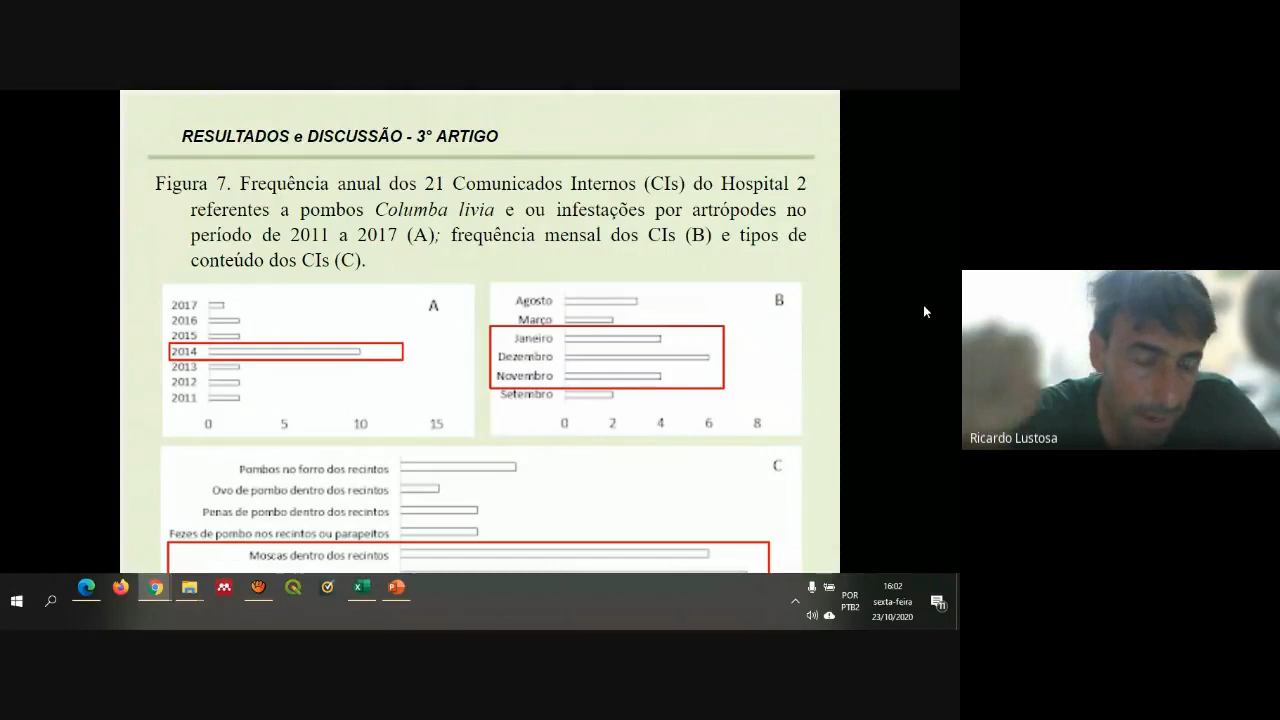 RESULTADOS e DISCUSSÃO - 3° ARTIGO
Figura 7. Frequência anual dos 21 Comunicados Internos (CIs) do Hospital 2
referentes a pombos Columba livia e ou infestações por artrópodes no
período de 2011 a 2017 (A); frequência mensal dos CIs (B) e tipos de
conteúdo dos CIs (C).
A
2017
2016
2015
2014
2013
2012
2011
0 5 10 15
B
Agosto
Março
Janeiro
Dezembro
Novembro
Setembro
0 2 4 6 8
C
Pombos no forro dos recintos
Ovo de pombo dentro dos recintos
Penas de pombo dentro dos recintos
Fezes de pombo nos recintos ou parapeitos
Moscas dentro dos recintos
Ricardo Lustosa
POR
PTB2
16:02
sexta-feira
23/10/2020
11